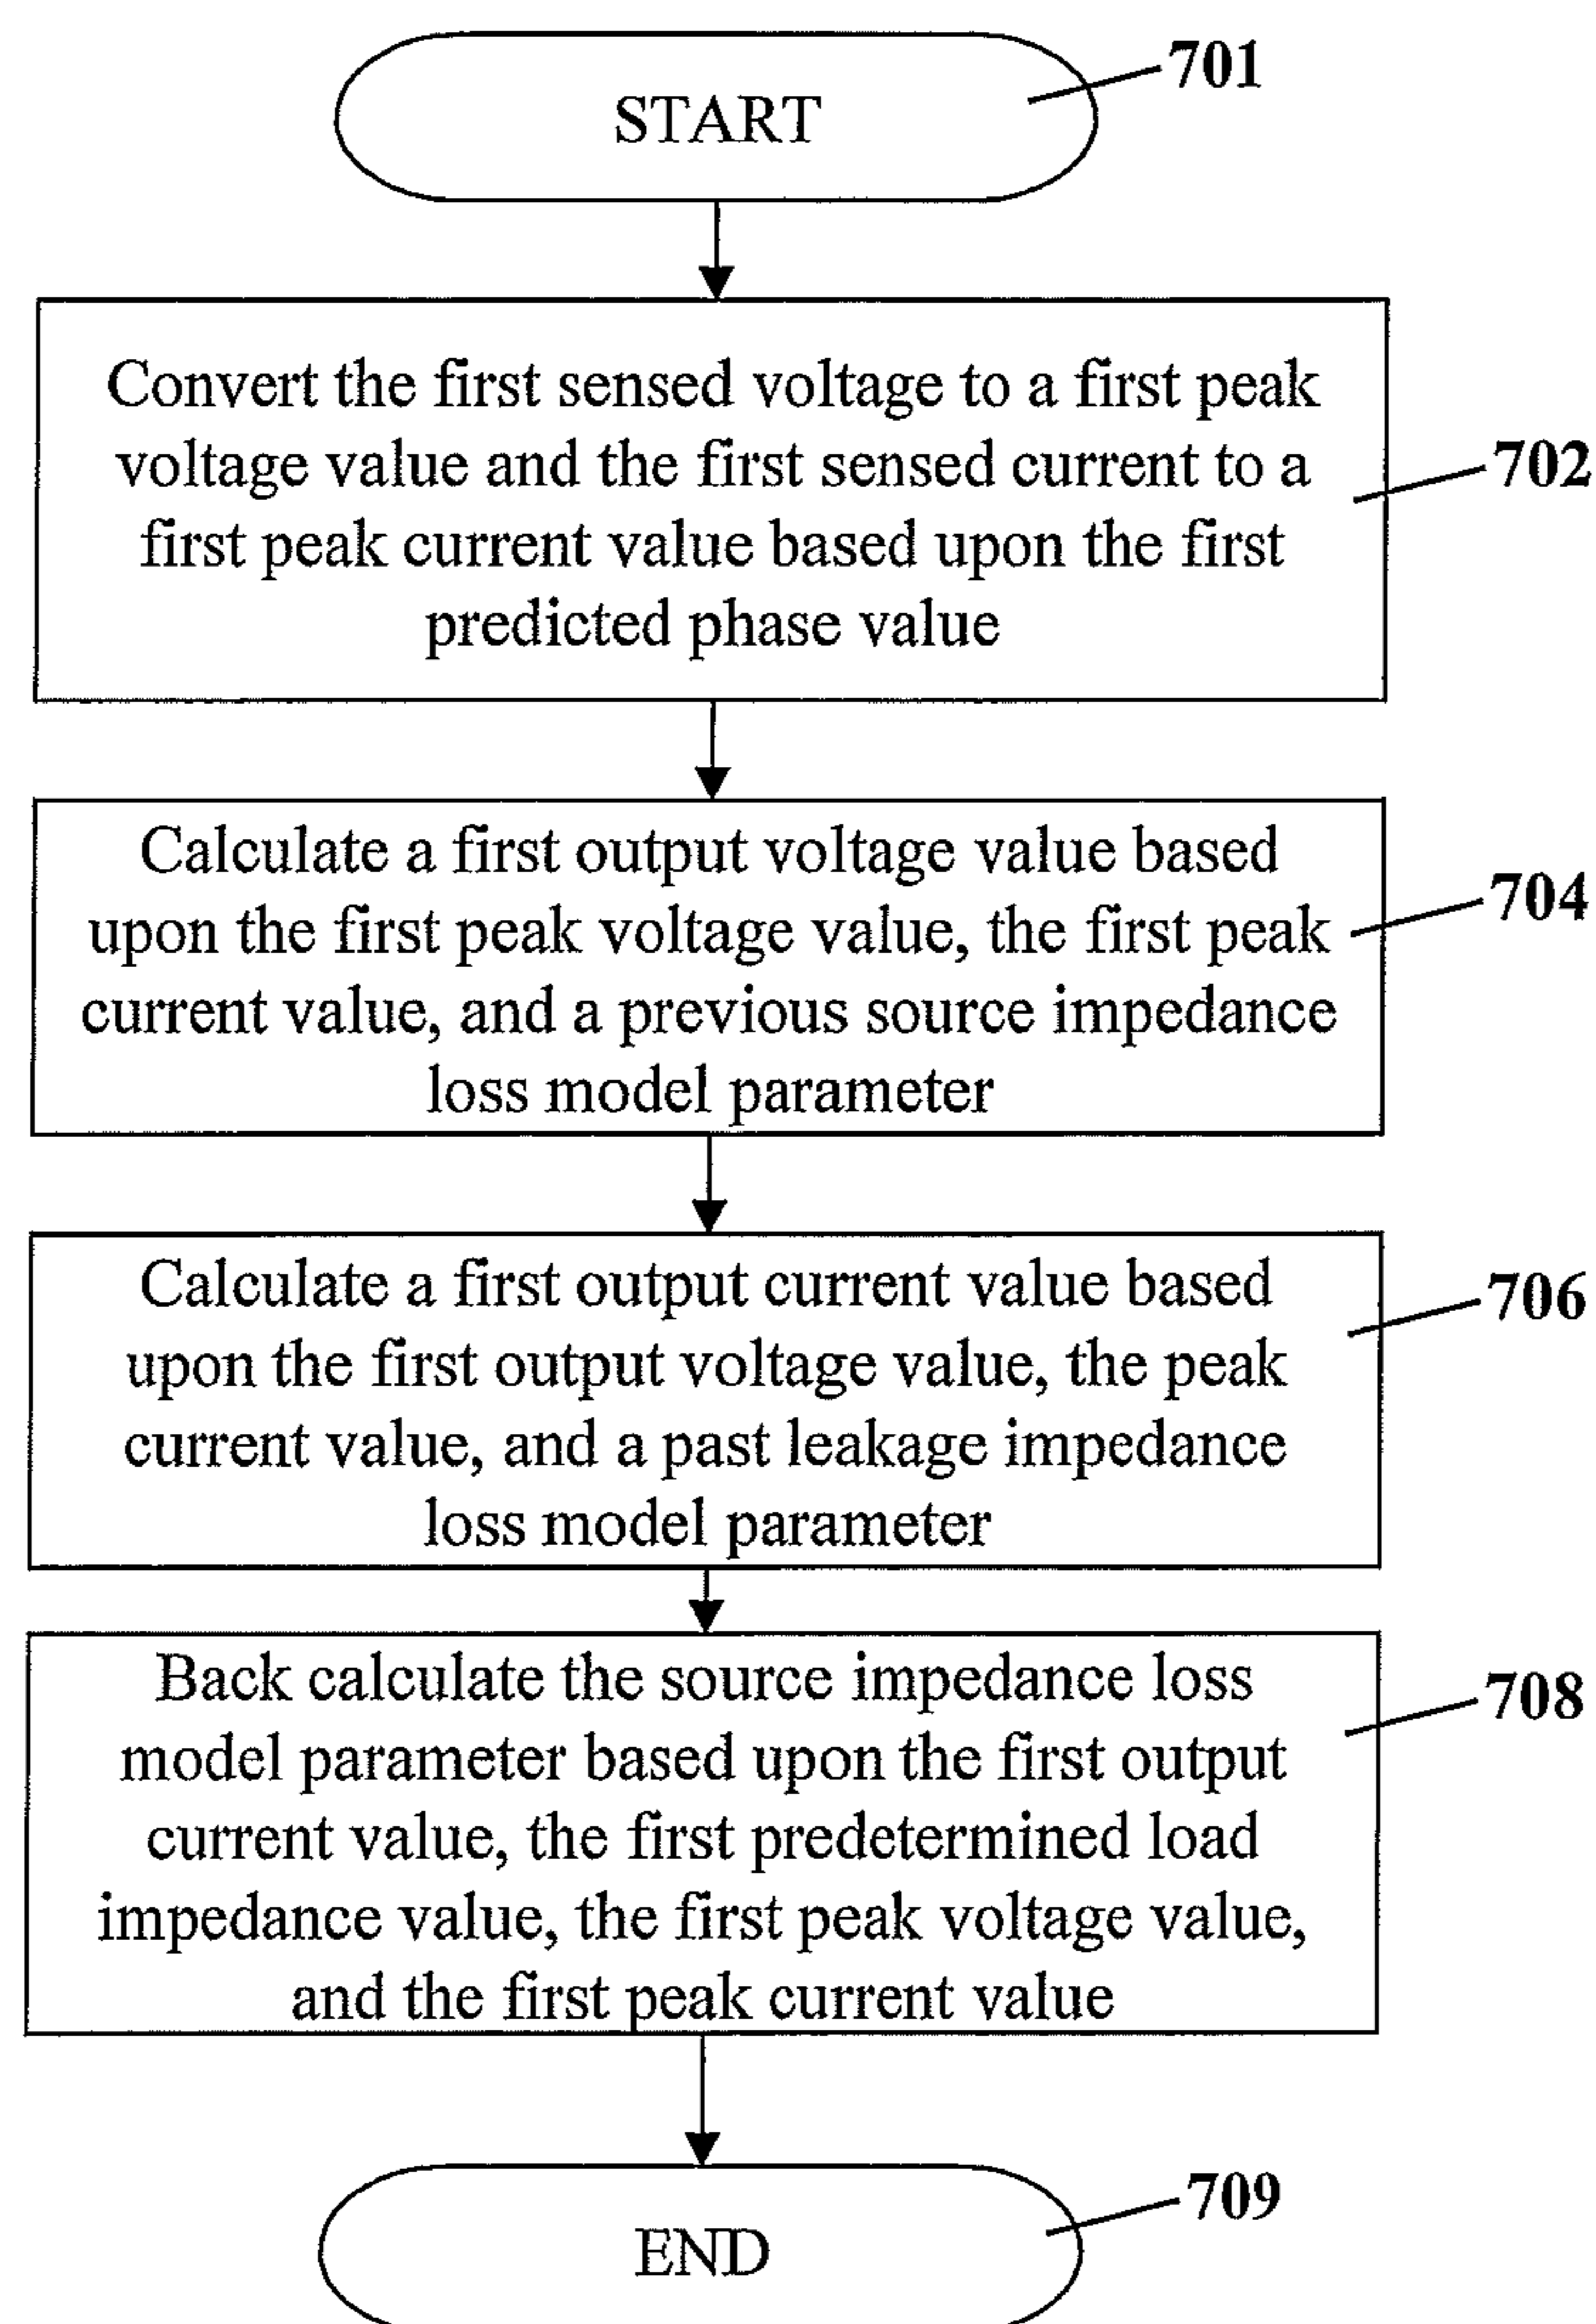 START
701
Convert the first sensed voltage to a first peak
voltage value and the first sensed current to a
first peak current value based upon the first
predicted phase value
702
Calculate a first output voltage value based
upon the first peak voltage value, the first peak
current value, and a previous source impedance
loss model parameter
704
Calculate a first output current value based
upon the first output voltage value, the peak
current value, and a past leakage impedance
loss model parameter
706
Back calculate the source impedance loss
model parameter based upon the first output
current value, the first predetermined load
impedance value, the first peak voltage value,
and the first peak current value
708
END
709